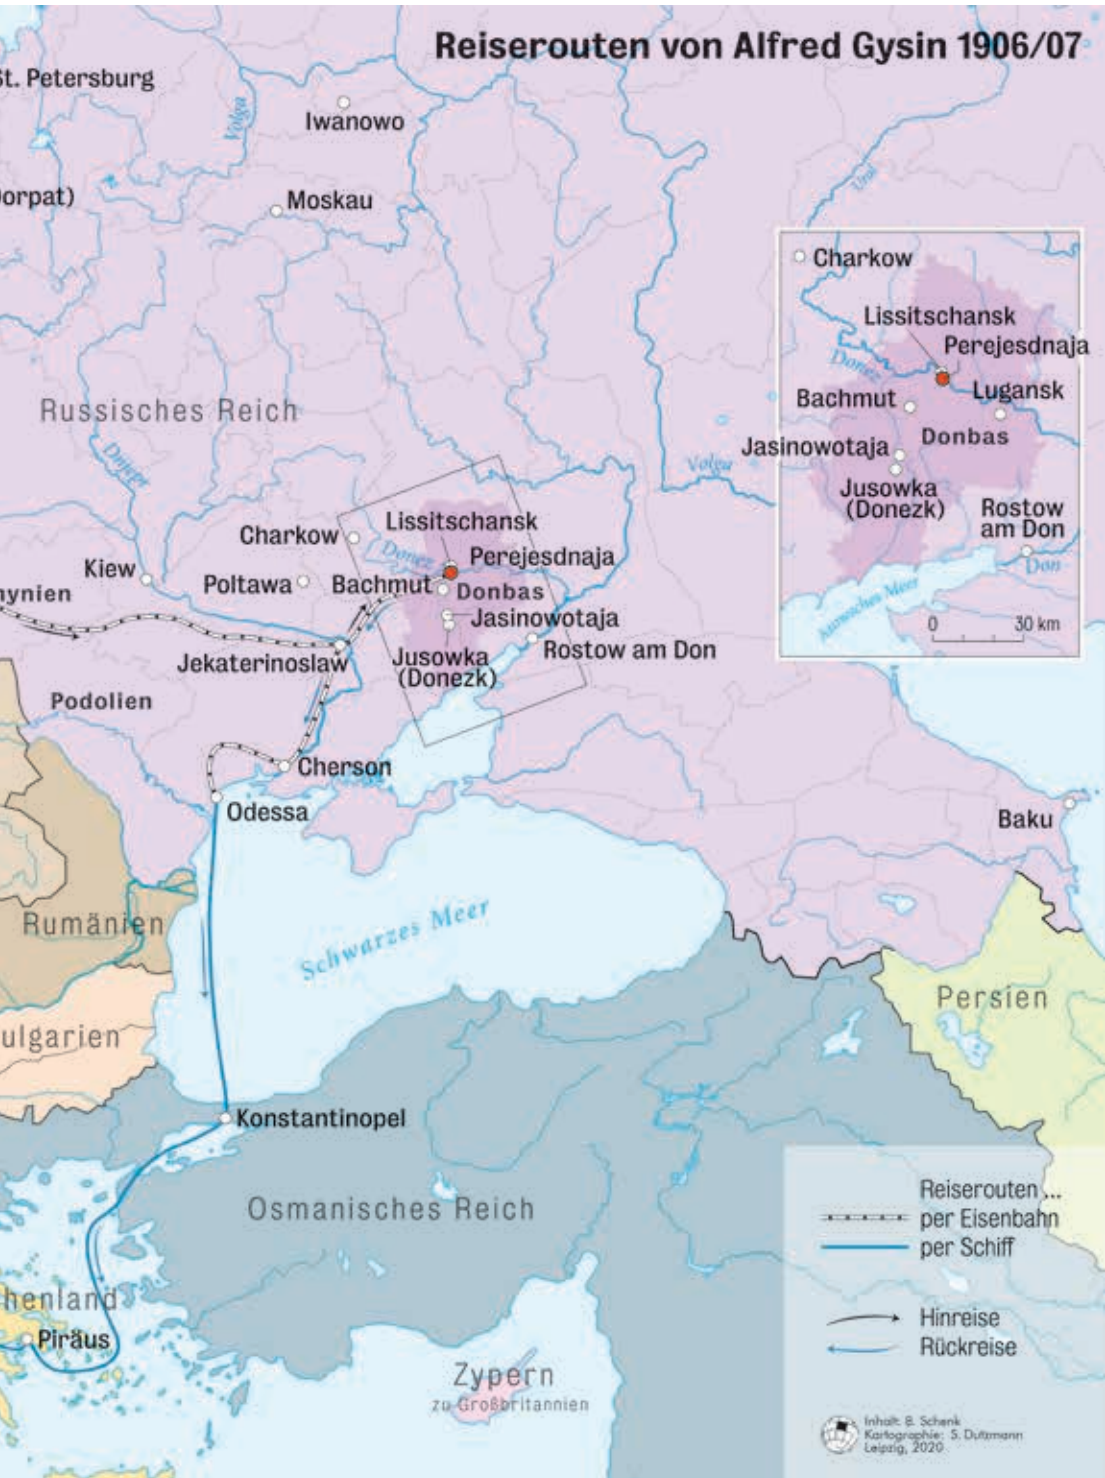 Reiserouten von Alfred Gysin 1906/07
St. Petersburg
Wolga
Iwanowo
Dorpat)
Moskau
Ural
Charkow
Lissitschansk
Perejesdnaja
Donez
Lugansk
Bachmut
Donbas
Jasinowotaja
Jusowka
(Donezk)
Rostow
am Don
Don
Asowsches Meer
0 30 km
Russisches Reich
Dnjepr
Volga
Charkow
Lissitschansk
Donez
Perejesdnaja
Kiew
Poltawa
Bachmut
Donbas
hynien
Jasinowotaja
Jekaterinoslaw
Jusowka
(Donezk)
Rostow am Don
Podolien
Cherson
Odessa
Baku
Rumänien
Schwarzes Meer
Persien
ulgarien
Konstantinopel
Osmanisches Reich
henland
Piräus
Zypern
zu Großbritannien
Reiserouten ...
per Eisenbahn
per Schiff
Hinreise
Rückreise
Inhalt: B. Schenk
Kartographie: S. Dutzmann
Leipzig, 2020